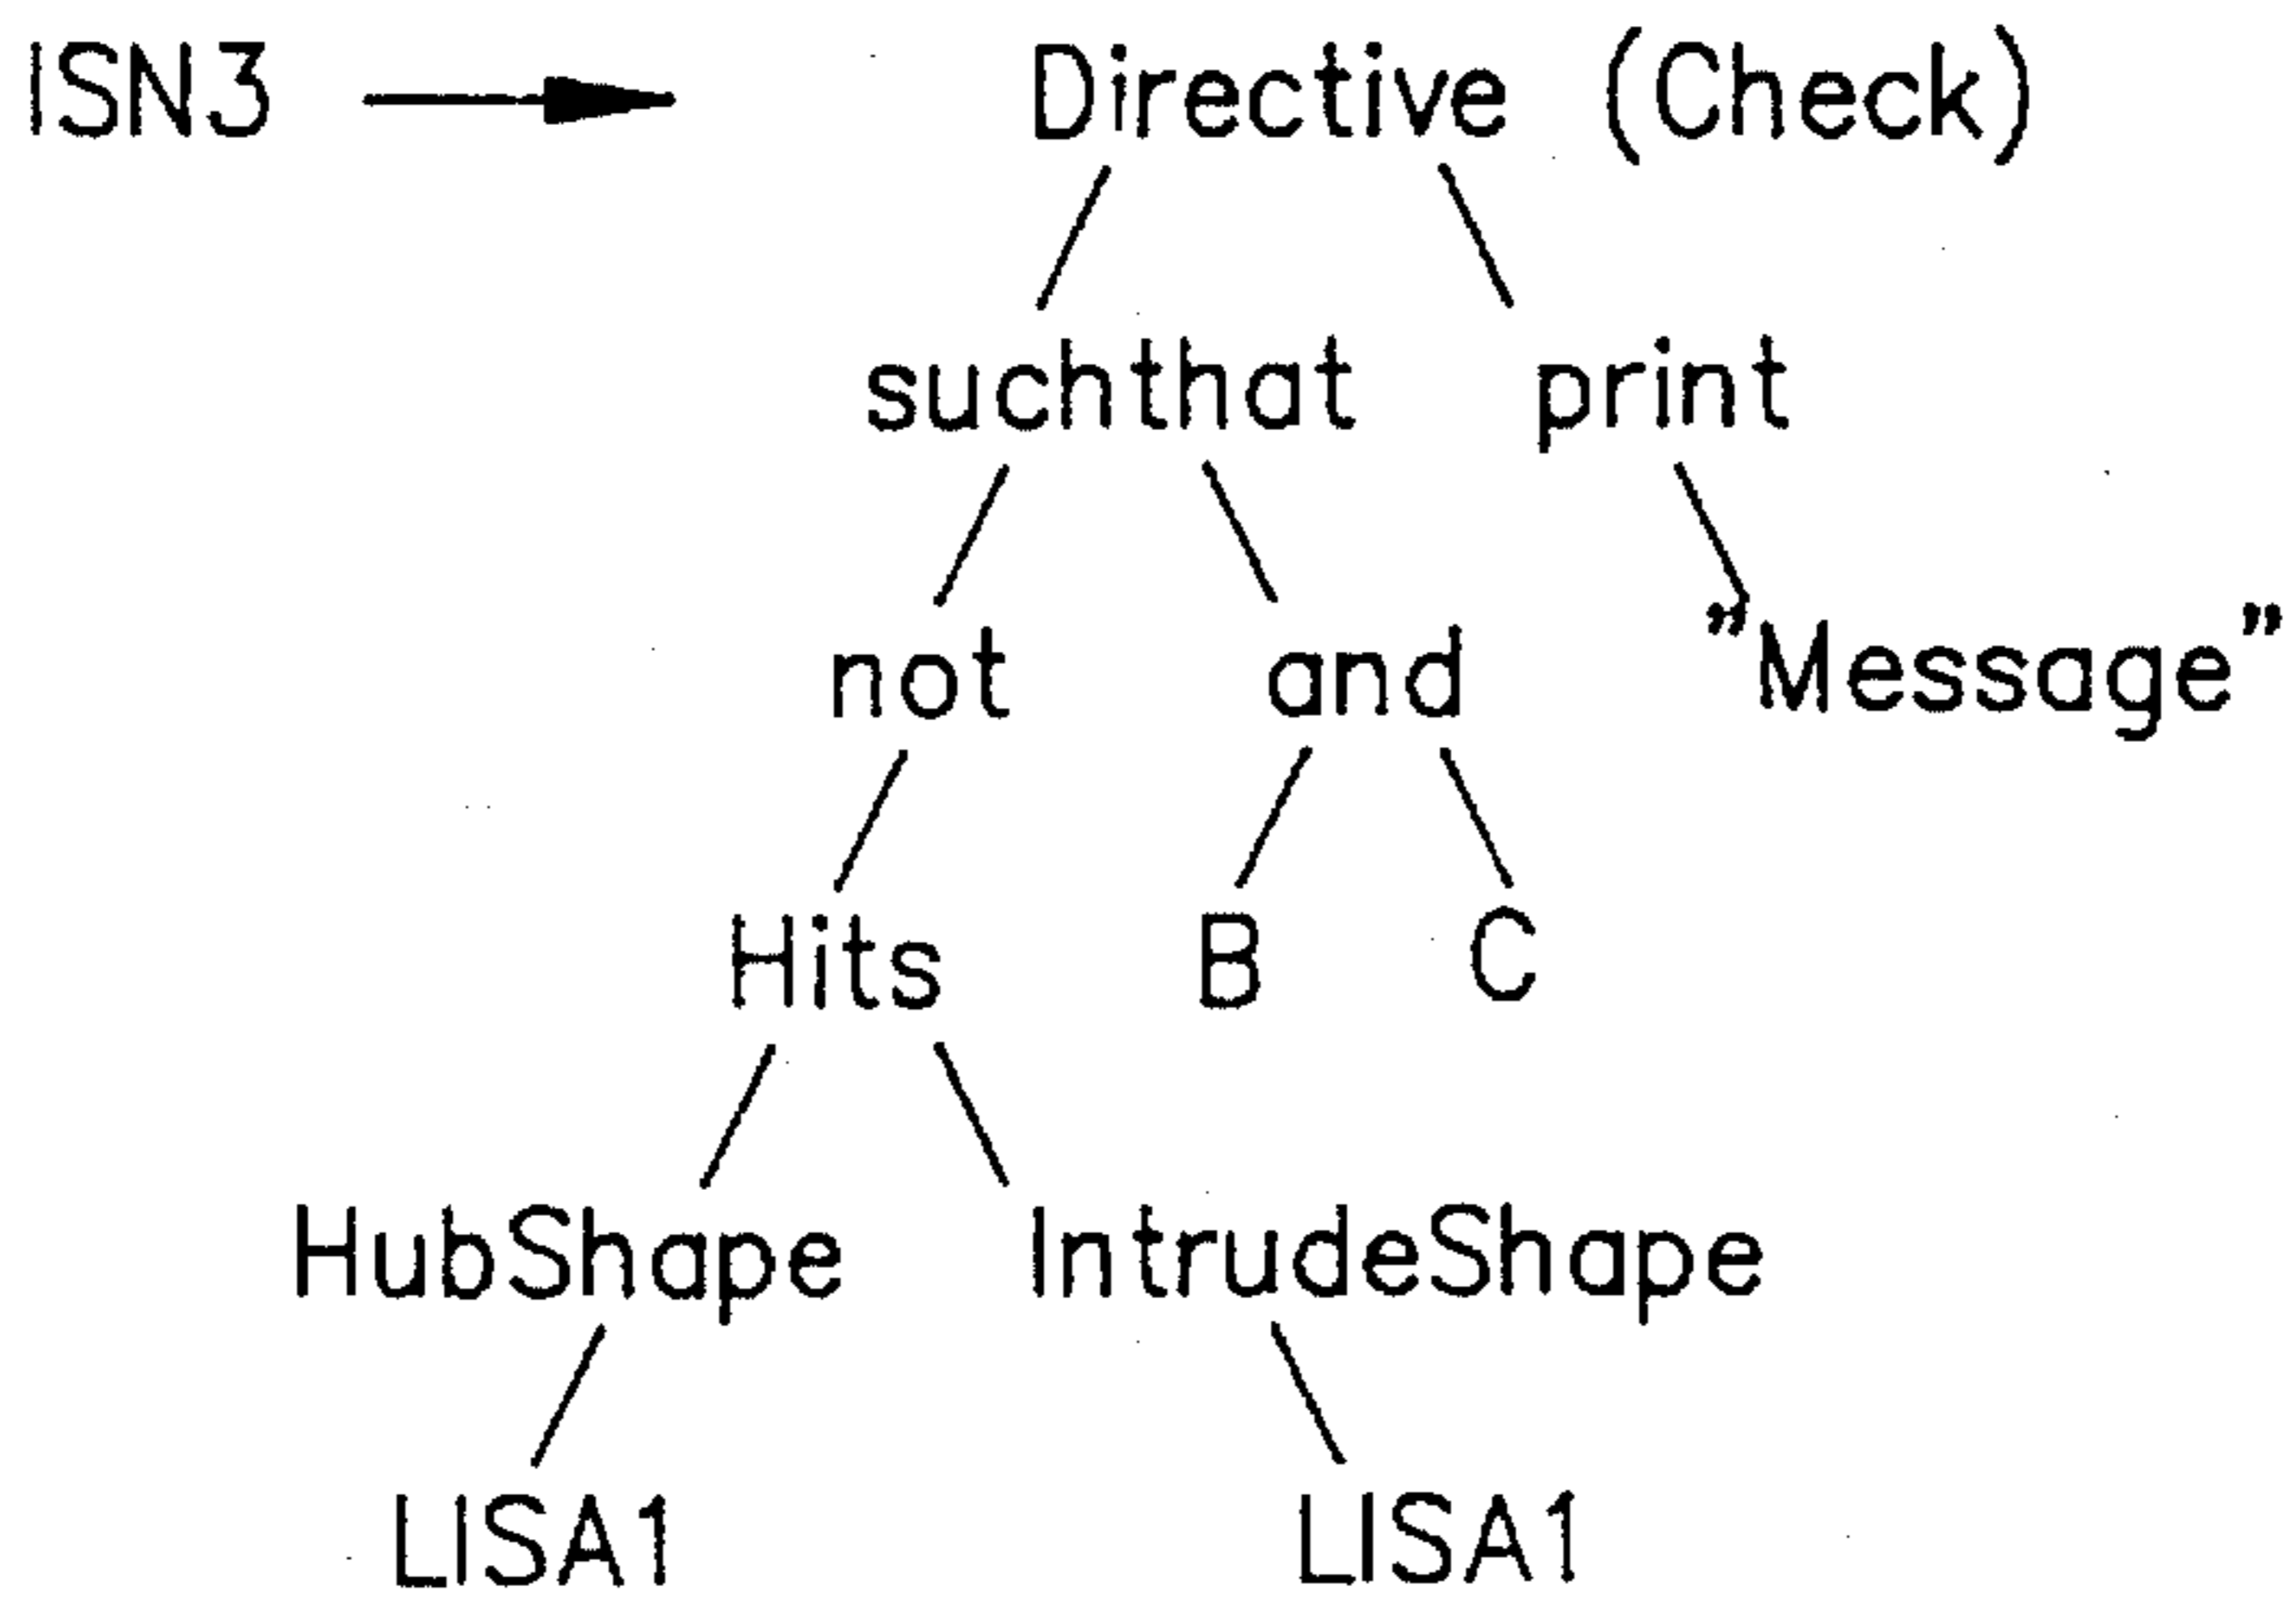 ISN3 Directive (Check)
suchthat print
not and "Message"
Hits B C
HubShape IntrudeShape
LISA1 LISA1